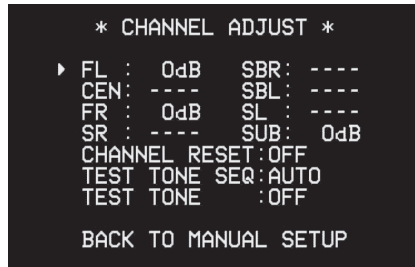 * CHANNEL ADJUST *
FL : 0dB SBR: ----
CEN: ---- SBL: ----
FR : 0dB SL : ----
SR : ---- SUB: 0dB
CHANNEL RESET:OFF
TEST TONE SEQ:AUTO
TEST TONE :OFF
BACK TO MANUAL SETUP